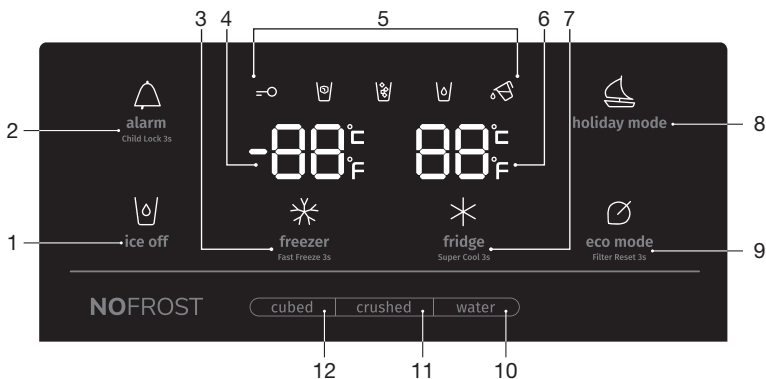 3 4 5 6 7
2 alarm
Child Lock 3s
-88°C
°F
88°C
°F
holiday mode 8
1 ice off
freezer
Fast Freeze 3s
fridge
Super Cool 3s
eco mode 9
Filter Reset 3s
NOFROST
cubed crushed water
12 11 10